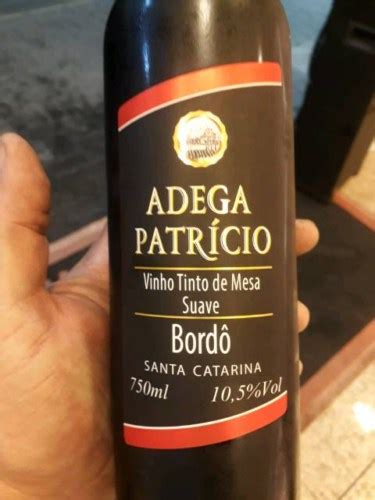 ADEGA
PATRÍCIO
Vinho Tinto de Mesa
Suave
Bordô
SANTA CATARINA
750ml 10,5%Vol